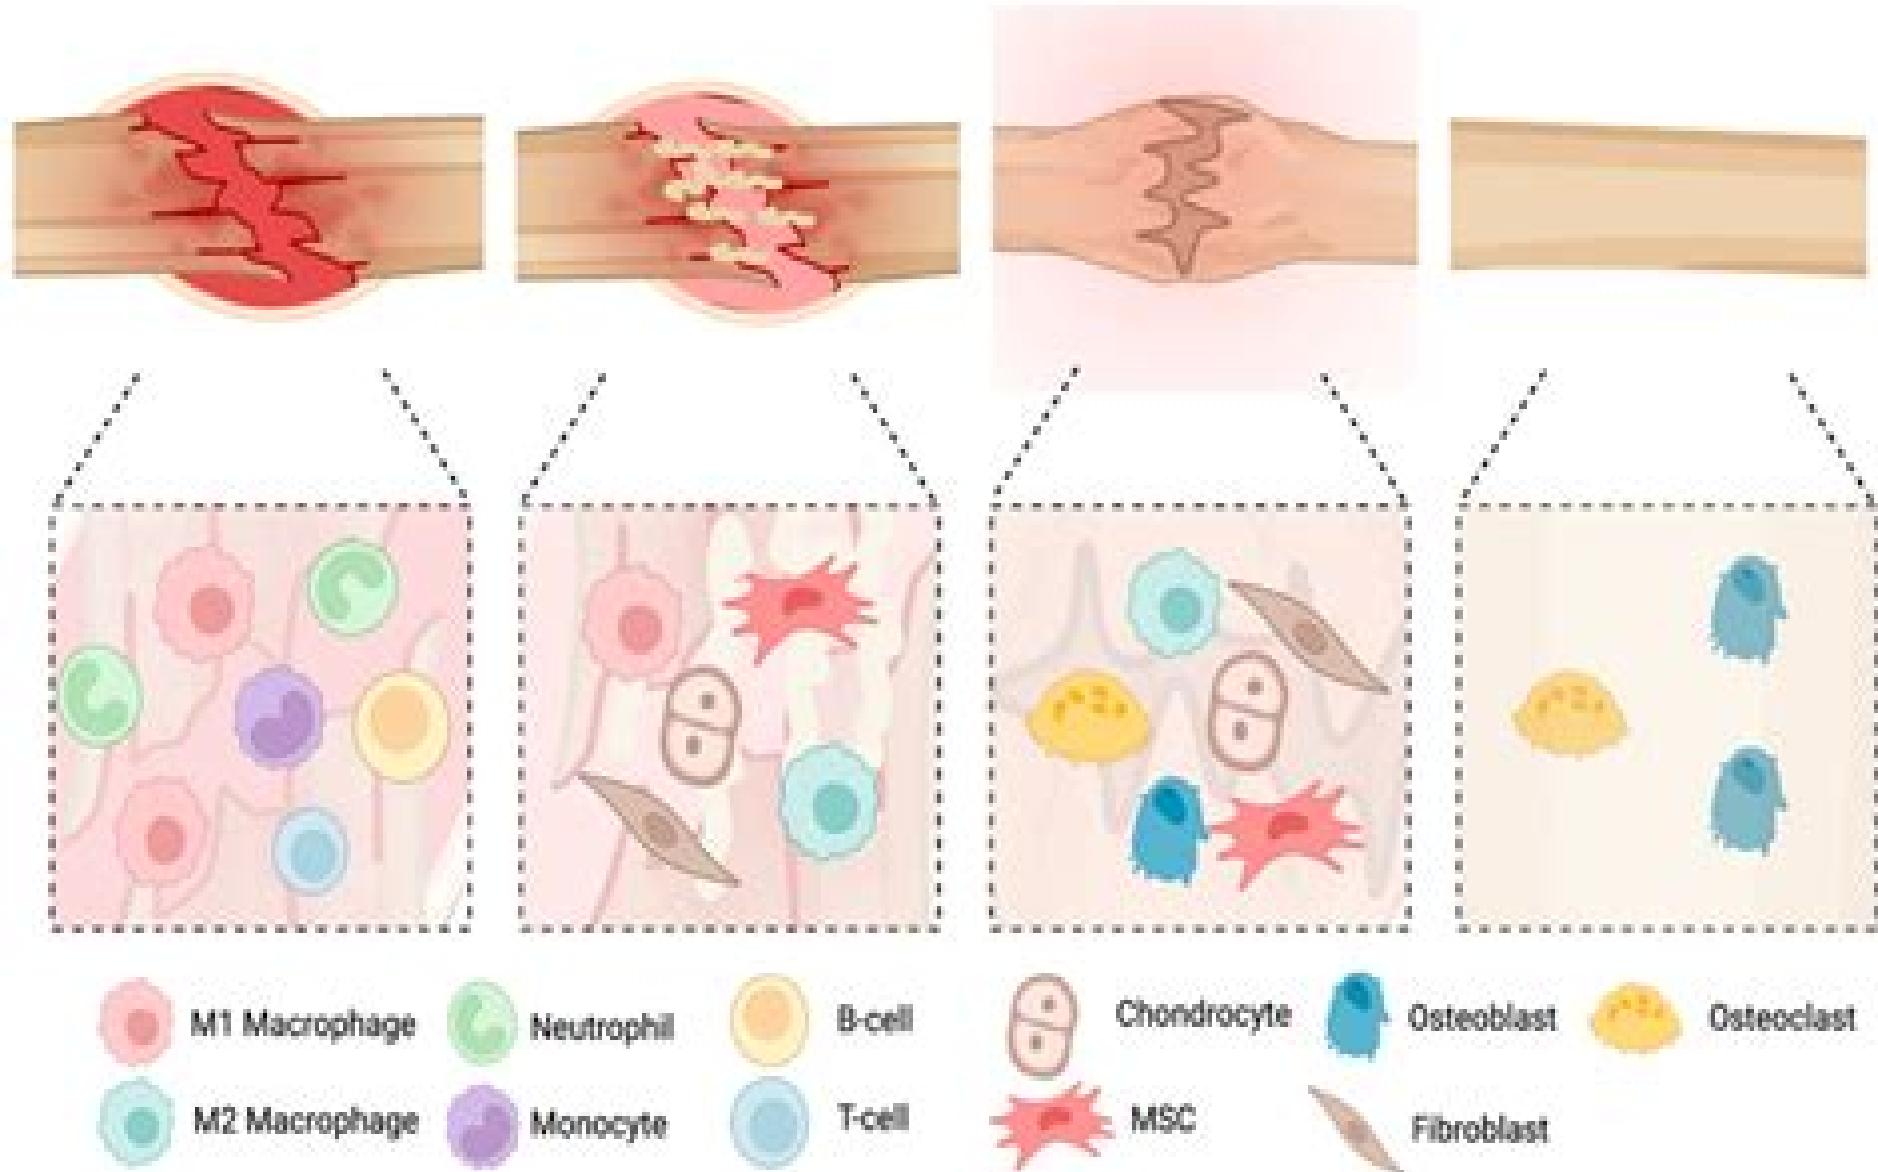 M1 Macrophage
Neutrophil
B-cell
Chondrocyte
Osteoblast
Osteoclast
M2 Macrophage
Monocyte
T-cell
MSC
Fibroblast